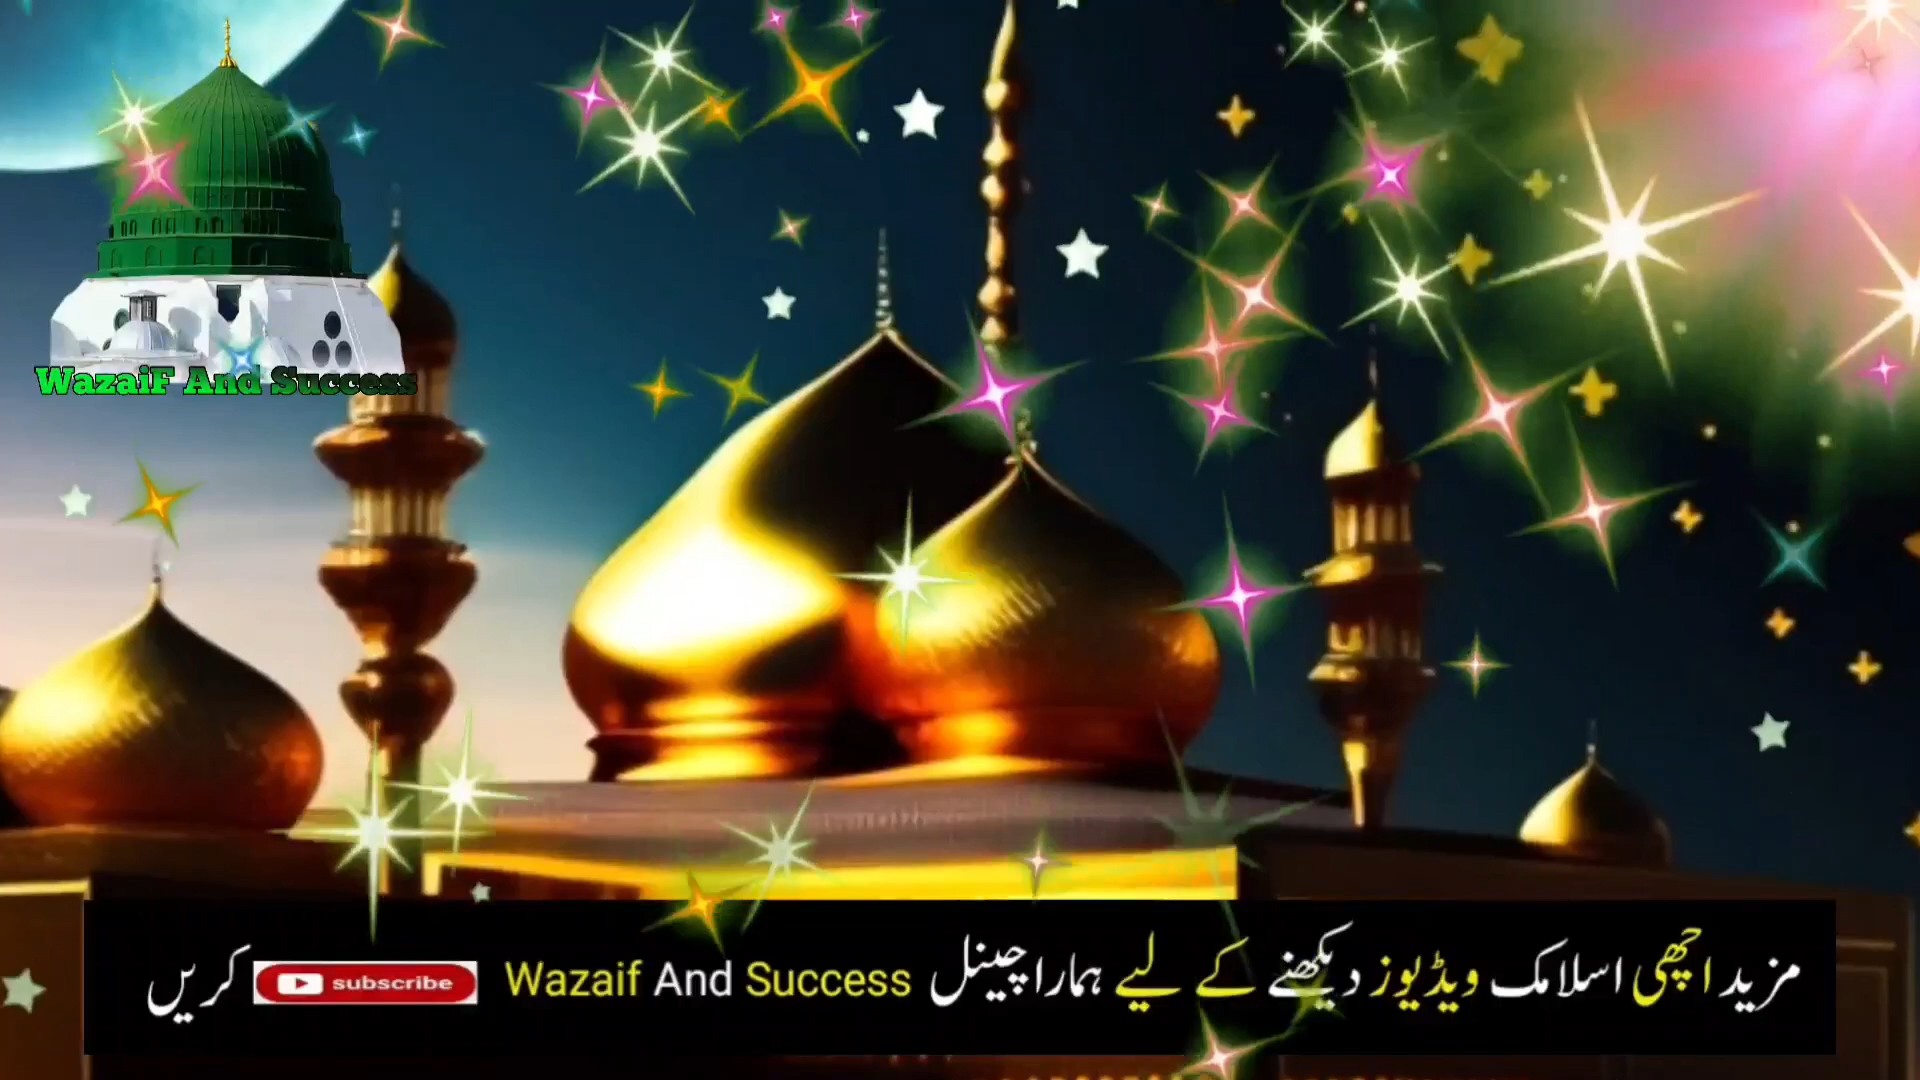 WazaiF And Success
مزید اچھی اسلامک ویڈیوز دیکھنے کے لیے ہمارا چینل Wazaif And Success subscribe کریں